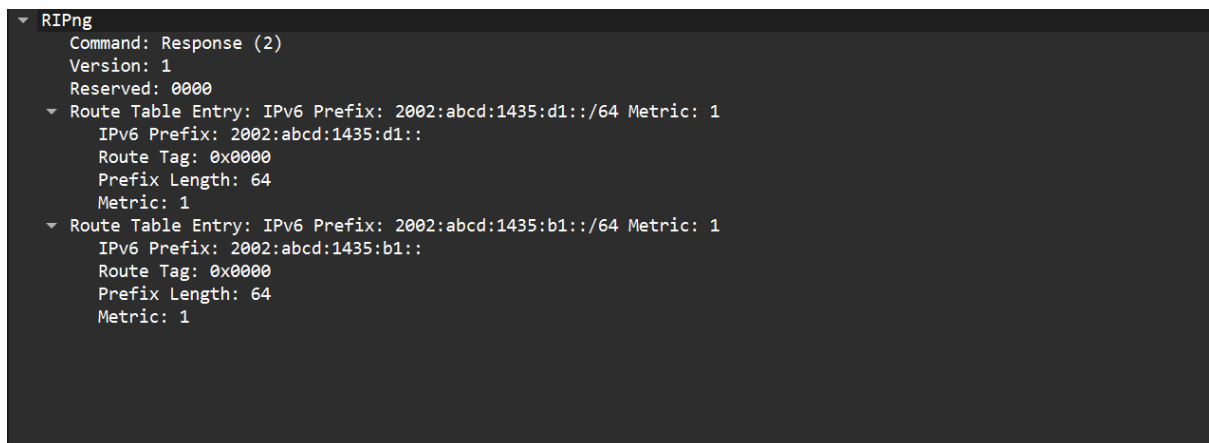 RIPng
Command: Response (2)
Version: 1
Reserved: 0000
Route Table Entry: IPv6 Prefix: 2002:abcd:1435:d1::/64 Metric: 1
IPv6 Prefix: 2002:abcd:1435:d1::
Route Tag: 0x0000
Prefix Length: 64
Metric: 1
Route Table Entry: IPv6 Prefix: 2002:abcd:1435:b1::/64 Metric: 1
IPv6 Prefix: 2002:abcd:1435:b1::
Route Tag: 0x0000
Prefix Length: 64
Metric: 1